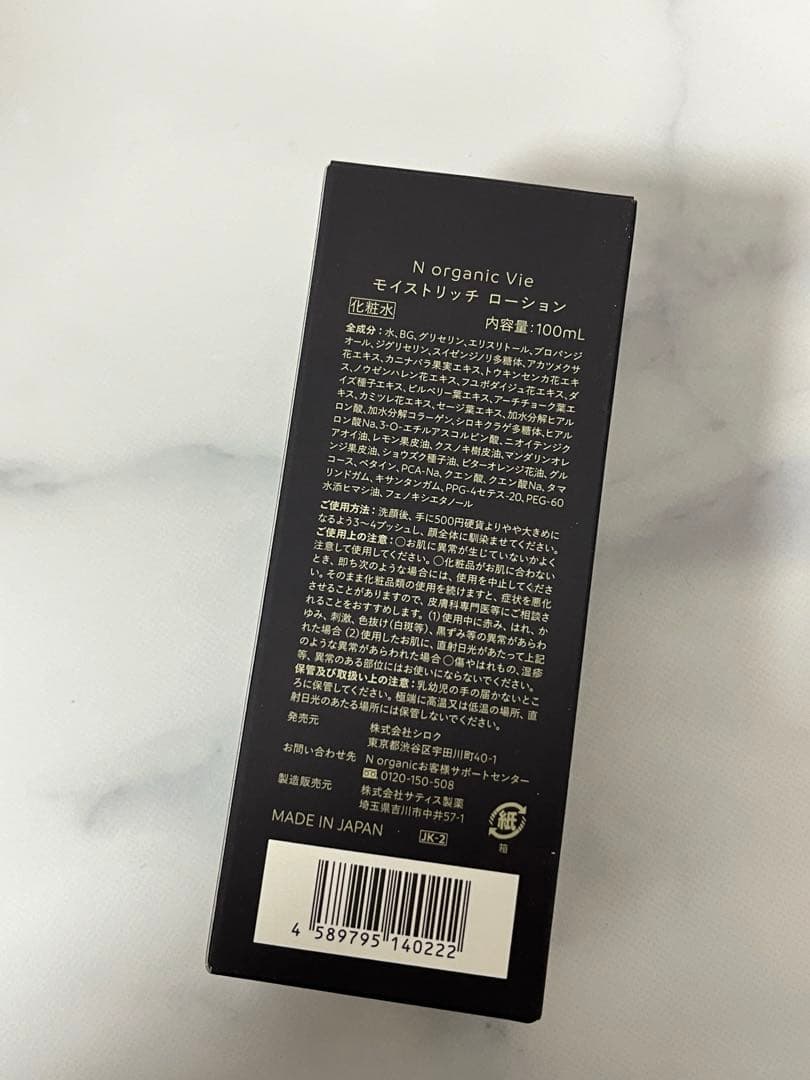 N organic Vie
モイストリッチ ローション
化粧水
内容量:100mL
全成分:水、BG、グリセリン、エリスリトール、プロパンジ
オール、ジグリセリン、スイゼンジノリ多糖体、アカツメクサ
花エキス、カニナバラ果実エキス、トウキンセンカ花エキ
ス、ノウゼンハレン花エキス、フユボダイジュ花エキス、ダ
イズ種子エキス、ビルベリー葉エキス、アーチチョーク葉エ
キス、カミツレ花エキス、セージ葉エキス、加水分解ヒアル
ロン酸、加水分解コラーゲン、シロキクラゲ多糖体、ヒアル
ロン酸Na、3-O-エチルアスコルビン酸、ニオイテンジク
アオイ油、レモン果皮油、クスノキ樹皮油、マンダリンオレ
ンジ果皮油、ショウズク種子油、ビターオレンジ花油、グル
コース、ベタイン、PCA-Na、クエン酸、クエン酸Na、タマ
リンドガム、キサンタンガム、PPG-4セテス-20、PEG-60
水添ヒマシ油、フェノキシエタノール
ご使用方法:洗顔後、手に500円硬貨よりやや大きめに
なるよう3~4プッシュし、顔全体に馴染ませてください。
ご使用上の注意:○お肌に異常が生じていないかよく
注意して使用してください。○化粧品がお肌に合わない
とき、即ち次のような場合には、使用を中止してくださ
い。そのまま化粧品類の使用を続けますと、症状を悪化
させることがありますので、皮膚科専門医等にご相談さ
れることをおすすめします。(1)使用中に赤み、はれ、か
ゆみ、刺激、色抜け(白斑等)、黒ずみ等の異常があらわ
れた場合 (2)使用したお肌に、直射日光があたって上記
のような異常があらわれた場合 ○傷やはれもの、湿疹
等、異常のある部位にはお使いにならないでください。
保管及び取扱い上の注意:乳幼児の手の届かないとこ
ろに保管してください。極端に高温又は低温の場所、直
射日光のあたる場所には保管しないでください。
発売元 株式会社シロク
東京都渋谷区宇田川町40-1
お問い合わせ先 N organicお客様サポートセンター
0120-150-508
製造販売元 株式会社サティス製薬
埼玉県吉川市中井57-1
MADE IN JAPAN
JK-2
紙
箱
4 589795 140222